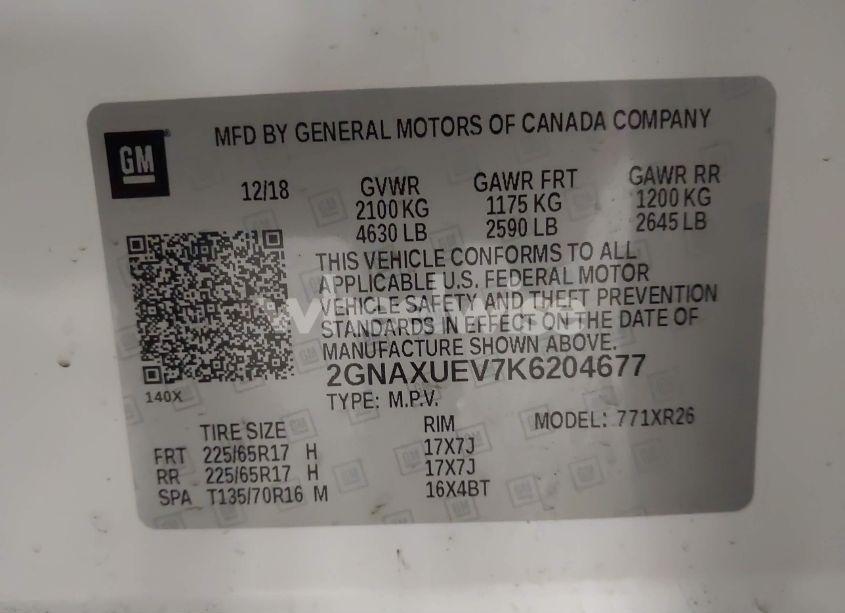 GM
MFD BY GENERAL MOTORS OF CANADA COMPANY
12/18 GVWR GAWR FRT GAWR RR
2100 KG 1175 KG 1200 KG
4630 LB 2590 LB 2645 LB
THIS VEHICLE CONFORMS TO ALL
APPLICABLE U.S. FEDERAL MOTOR
VEHICLE SAFETY AND THEFT PREVENTION
STANDARDS IN EFFECT ON THE DATE OF
MANUFACTURE SHOWN ABOVE.
2GNAXUEV7K6204677
140X
TYPE: M.P.V.
TIRE SIZE RIM MODEL: 771XR26
FRT 225/65R17 H 17X7J
RR 225/65R17 H 17X7J
SPA T135/70R16 M 16X4BT